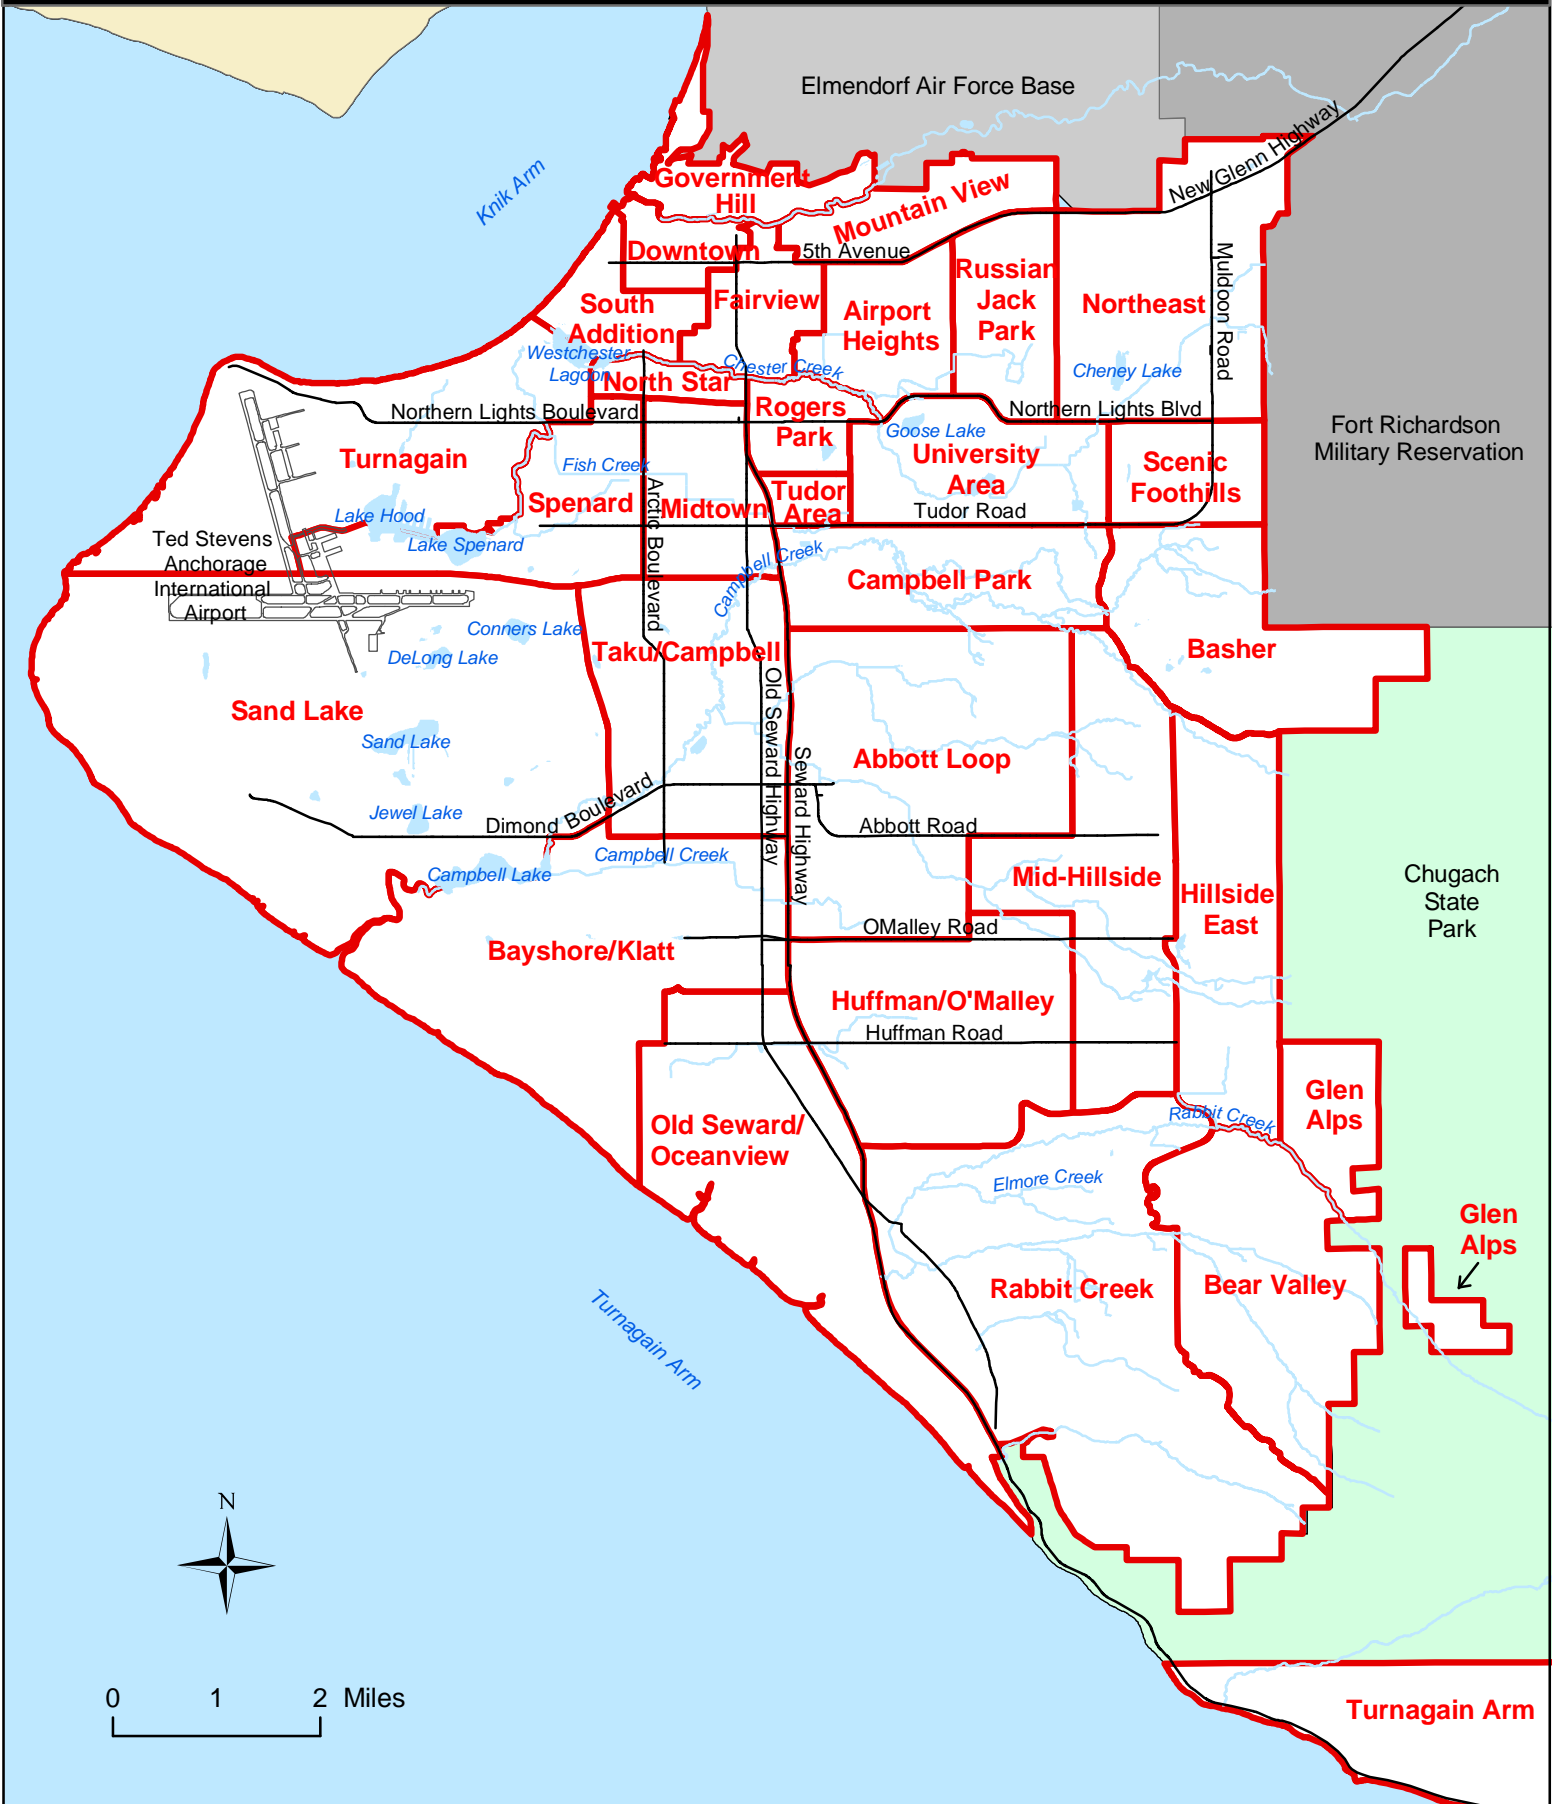 Elmendorf Air Force Base
Knik Arm
Government
Hill
Mountain View
New Glenn Highway
Downtown
5th Avenue
Muldoon Road
Russian
Jack
Park
South
Addition
Fairview
Airport
Heights
Northeast
Westchester
Lagoon
Chester Creek
Cheney Lake
North Star
Northern Lights Boulevard
Rogers
Park
Northern Lights Blvd
Fort Richardson
Military Reservation
Goose Lake
Turnagain
Fish Creek
University
Area
Scenic
Foothills
Spenard
Arctic Boulevard
Midtown
Tudor
Area
Tudor Road
Lake Hood
Lake Spenard
Ted Stevens
Anchorage
International
Airport
Campbell Creek
Campbell Park
Conners Lake
DeLong Lake
Taku/Campbell
Basher
Old Seward Highway
Seward Highway
Sand Lake
Sand Lake
Abbott Loop
Jewel Lake
Dimond Boulevard
Abbott Road
Campbell Creek
Campbell Lake
Mid-Hillside
Hillside
East
Chugach
State
Park
OMalley Road
Bayshore/Klatt
Huffman/O'Malley
Huffman Road
Glen
Alps
Rabbit Creek
Old Seward/
Oceanview
Elmore Creek
Glen
Alps
Rabbit Creek
Bear Valley
Turnagain Arm
N
0 1 2 Miles
Turnagain Arm